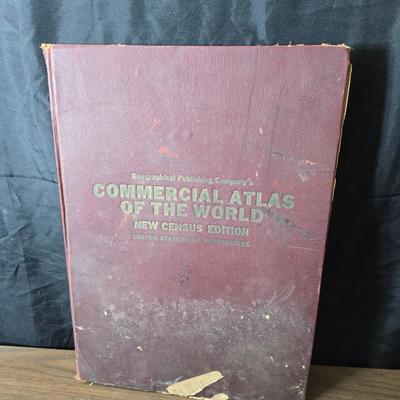 Geographical Publishing Company's
COMMERCIAL ATLAS
OF THE WORLD
NEW CENSUS EDITION
UNITED STATES AND POSSESSIONS